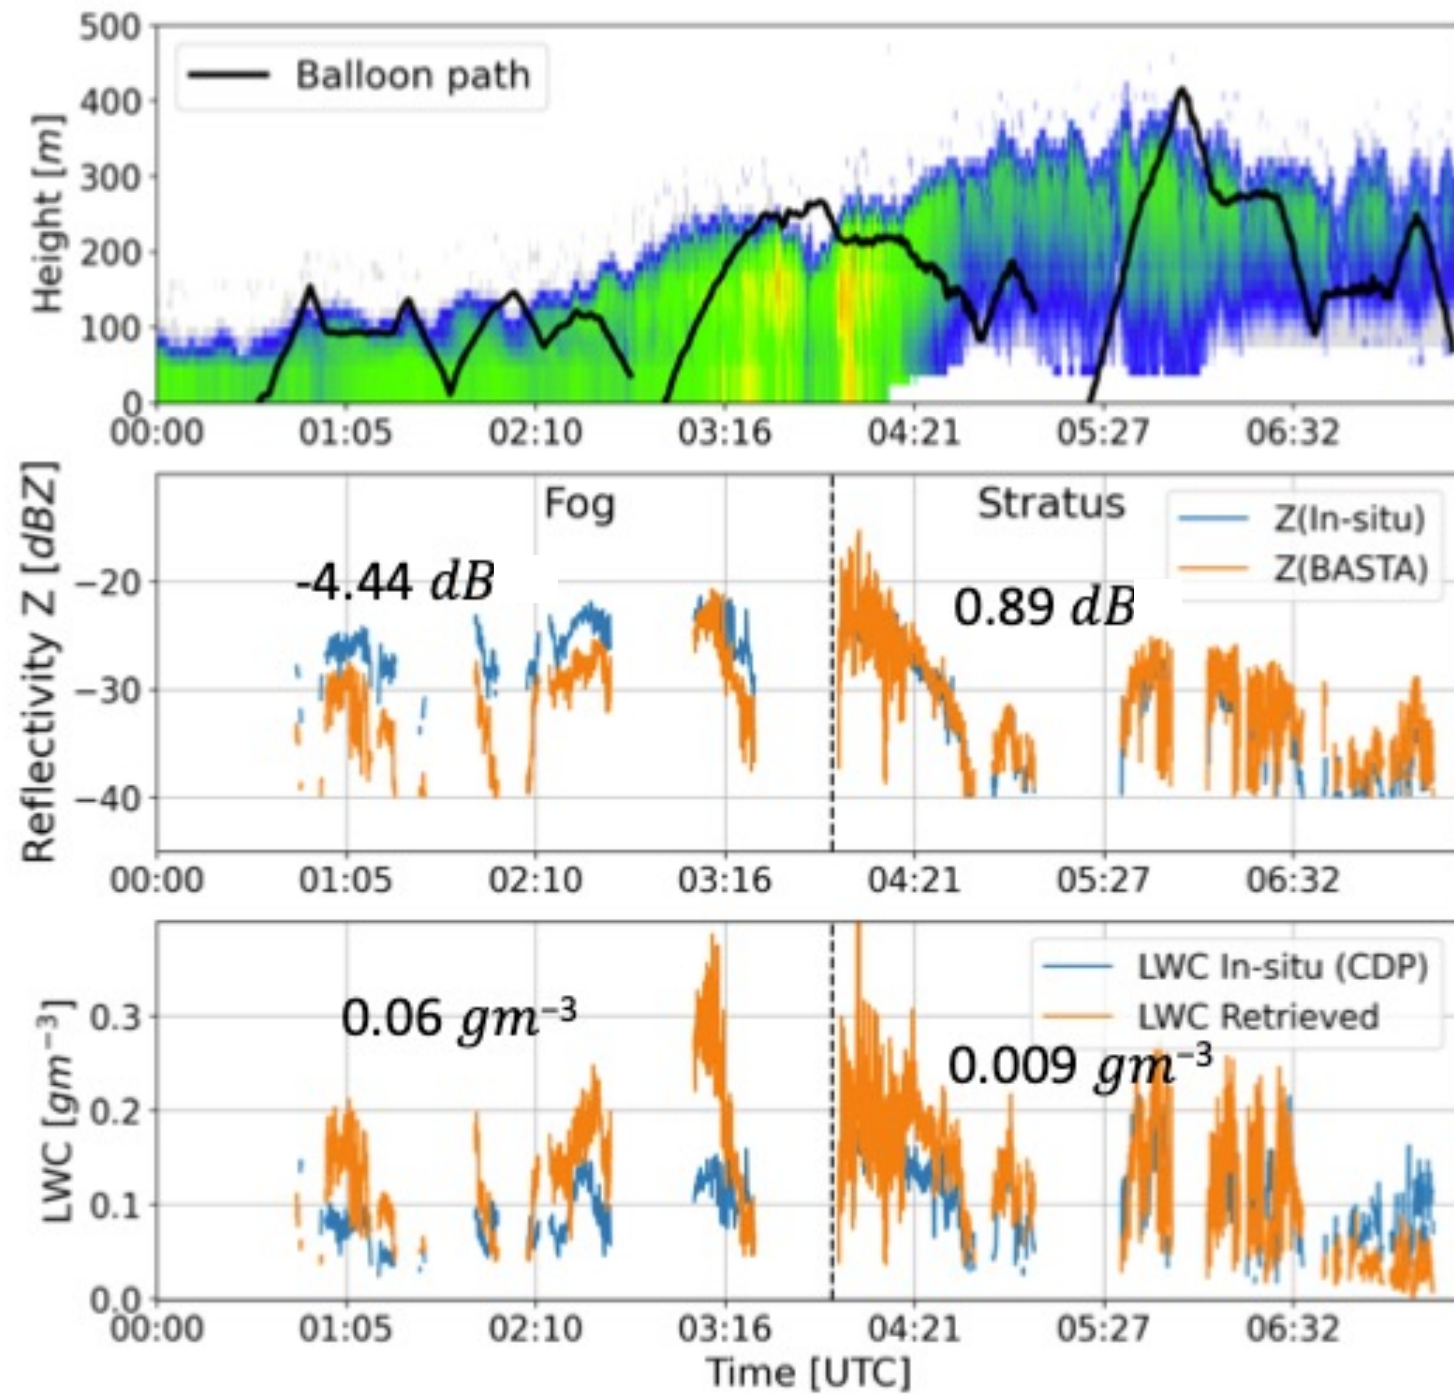 500
400
300
200
100
0
Height [m]
Balloon path
00:00 01:05 02:10 03:16 04:21 05:27 06:32
Reflectivity Z [dBZ]
−20
−30
−40
Fog
Stratus
Z(In-situ)
Z(BASTA)
-4.44 dB
0.89 dB
00:00 01:05 02:10 03:16 04:21 05:27 06:32
LWC [gm⁻³]
0.3
0.2
0.1
0.0
LWC In-situ (CDP)
LWC Retrieved
0.06 gm⁻³
0.009 gm⁻³
00:00 01:05 02:10 03:16 04:21 05:27 06:32
Time [UTC]